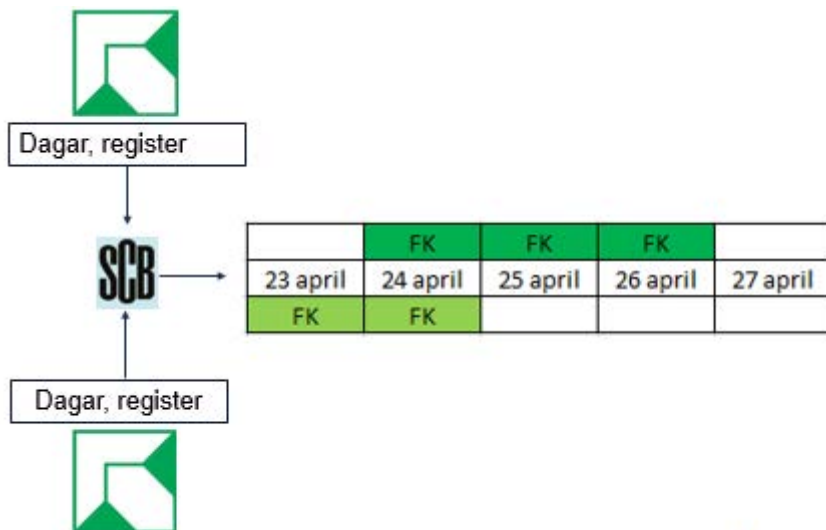 Dagar, register
SCB
FK FK FK
23 april 24 april 25 april 26 april 27 april
FK FK
Dagar, register